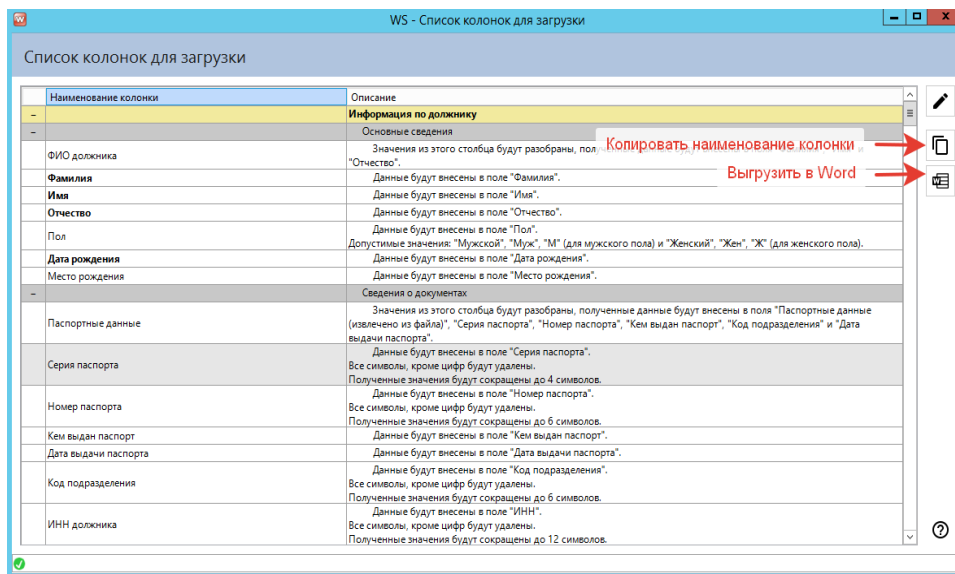 WS - Список колонок для загрузки
Список колонок для загрузки
Наименование колонки Описание
Информация по должнику
Основные сведения
ФИО должника Значения из этого столбца будут разобраны, и
"Отчество".
Копировать наименование колонки
Фамилия Данные будут внесены в поле "Фамилия".
Выгрузить в Word
Имя Данные будут внесены в поле "Имя".
Отчество Данные будут внесены в поле "Отчество".
Пол Данные будут внесены в поле "Пол".
Допустимые значения: "Мужской", "Муж", "М" (для мужского пола) и "Женский", "Жен", "Ж" (для женского пола).
Дата рождения Данные будут внесены в поле "Дата рождения".
Место рождения Данные будут внесены в поле "Место рождения".
Сведения о документах
Паспортные данные Значения из этого столбца будут разобраны, полученные данные будут внесены в поля "Паспортные данные
(извлечено из файла)", "Серия паспорта", "Номер паспорта", "Кем выдан паспорт", "Код подразделения" и "Дата
выдачи паспорта".
Серия паспорта Данные будут внесены в поле "Серия паспорта".
Все символы, кроме цифр будут удалены.
Полученные значения будут сокращены до 4 символов.
Номер паспорта Данные будут внесены в поле "Номер паспорта".
Все символы, кроме цифр будут удалены.
Полученные значения будут сокращены до 6 символов.
Кем выдан паспорт Данные будут внесены в поле "Кем выдан паспорт".
Дата выдачи паспорта Данные будут внесены в поле "Дата выдачи паспорта".
Код подразделения Данные будут внесены в поле "Код подразделения".
Все символы, кроме цифр будут удалены.
Полученные значения будут сокращены до 6 символов.
ИНН должника Данные будут внесены в поле "ИНН".
Все символы, кроме цифр будут удалены.
Полученные значения будут сокращены до 12 символов.